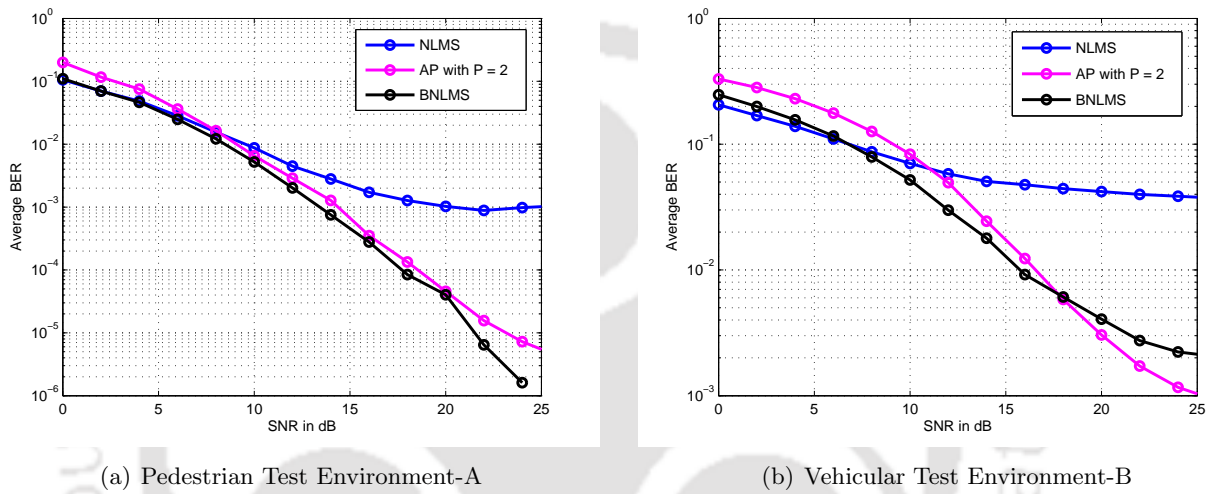 10^0
10^-1
10^-2
10^-3
10^-4
10^-5
10^-6
Average BER
0 5 10 15 20 25
SNR in dB
NLMS
AP with P = 2
BNLMS
(a) Pedestrian Test Environment-A
10^0
10^-1
10^-2
10^-3
Average BER
0 5 10 15 20 25
SNR in dB
NLMS
AP with P = 2
BNLMS
(b) Vehicular Test Environment-B